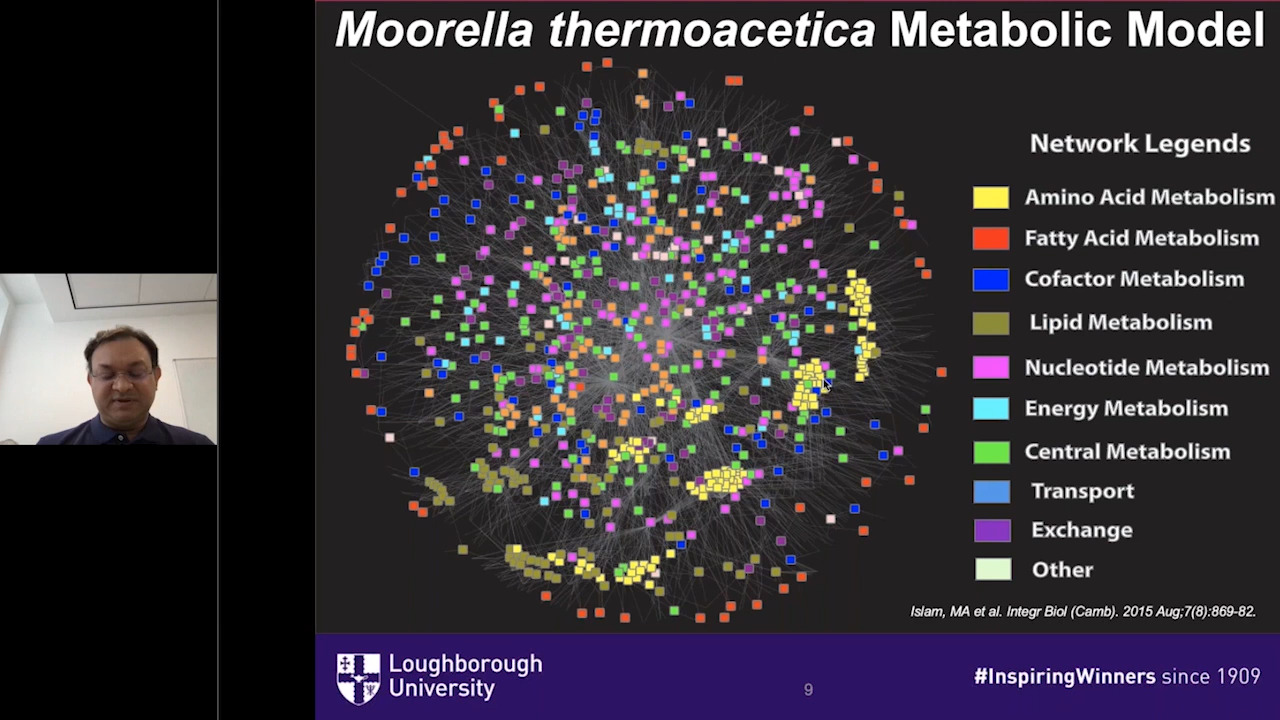 Moorella thermoacetica Metabolic Model
Network Legends
Amino Acid Metabolism
Fatty Acid Metabolism
Cofactor Metabolism
Lipid Metabolism
Nucleotide Metabolism
Energy Metabolism
Central Metabolism
Transport
Exchange
Other
Islam, MA et al. Integr Biol (Camb). 2015 Aug;7(8):869-82.
Loughborough
University
9
#InspiringWinners since 1909